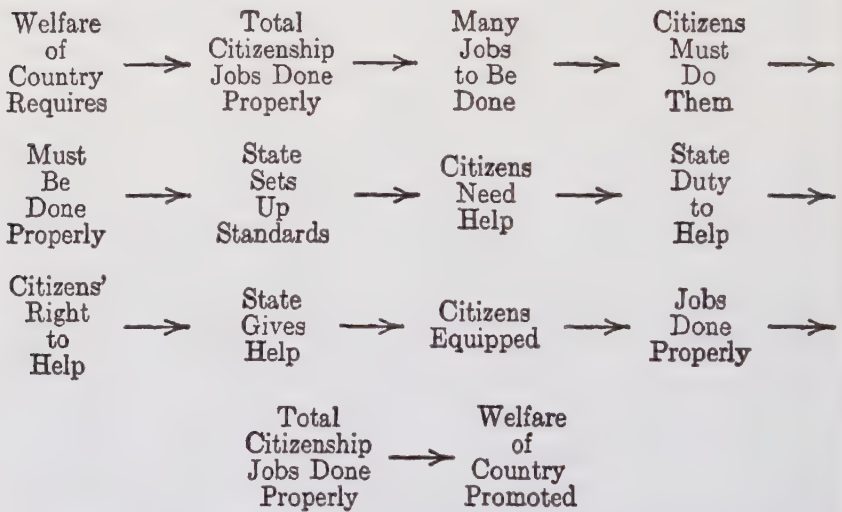 Welfare
of
Country
Requires
Total
Citizenship
Jobs Done
Properly
Many
Jobs
to Be
Done
Citizens
Must
Do
Them
Must
Be
Done
Properly
State
Sets
Up
Standards
Citizens
Need
Help
State
Duty
to
Help
Citizens'
Right
to
Help
State
Gives
Help
Citizens
Equipped
Jobs
Done
Properly
Total
Citizenship
Jobs Done
Properly
Welfare
of
Country
Promoted